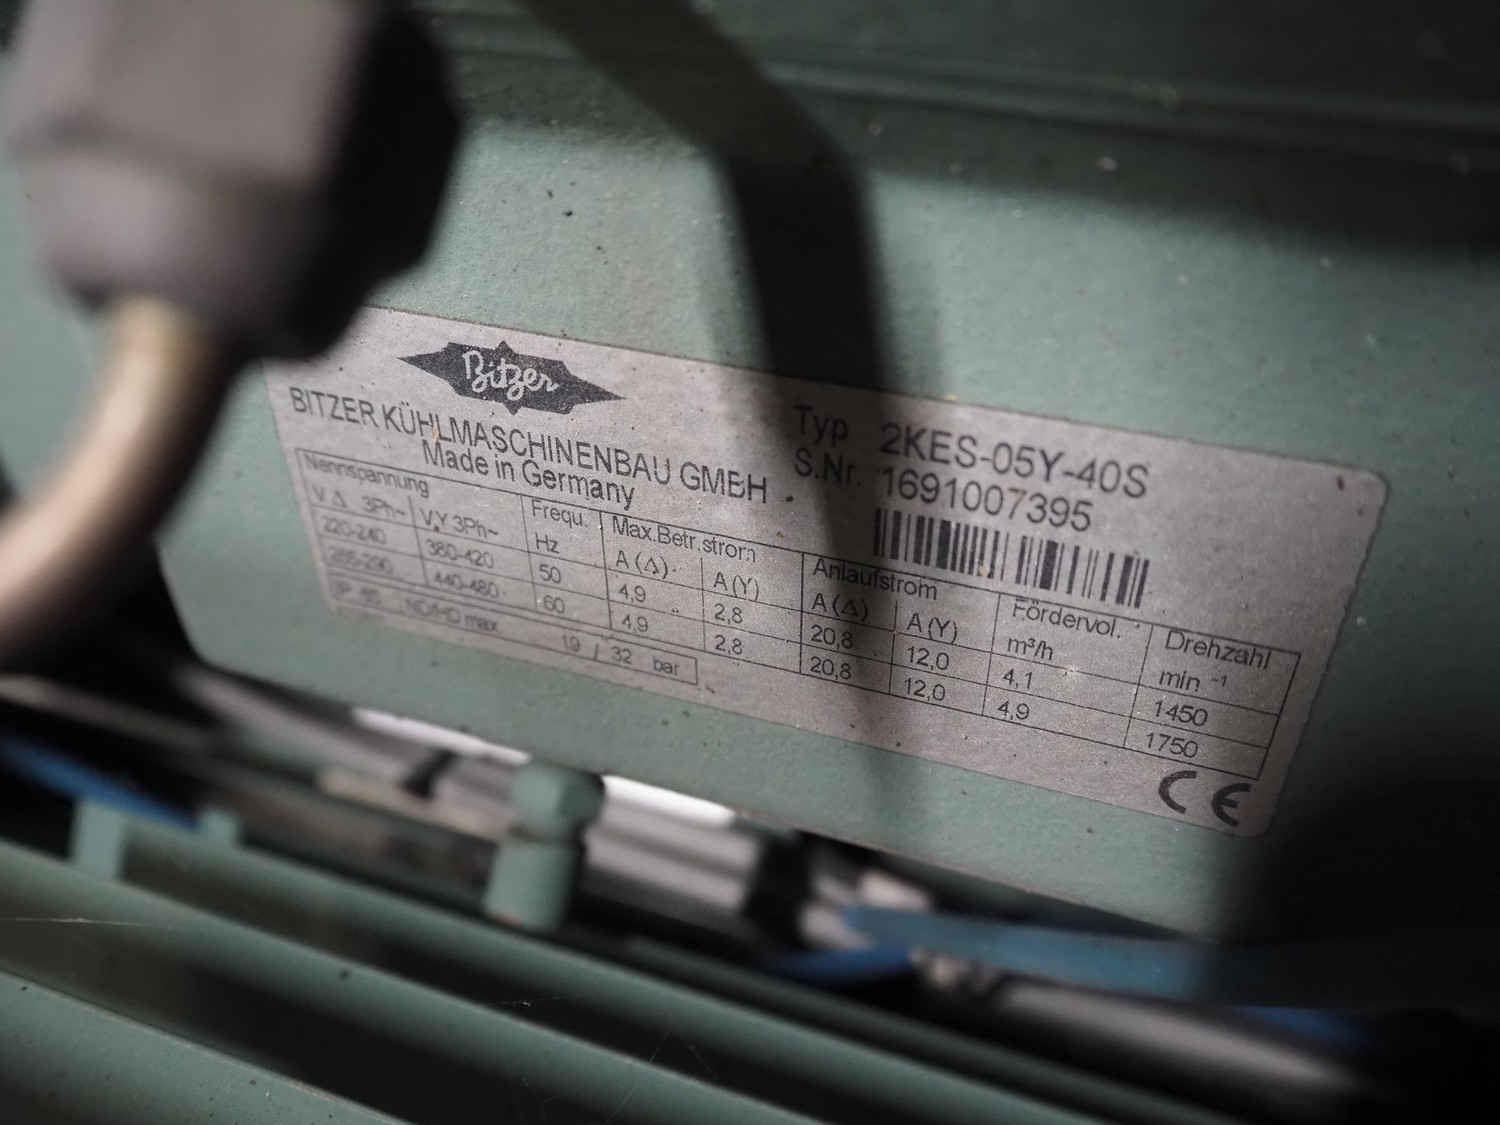 Bitzer
BITZER KÜHLMASCHINENBAU GMBH
Made in Germany
Typ 2KES-05Y-40S
S.Nr. 1691007395
Nennspannung Frequ. Max.Betr.strom Anlaufstrom Fördervol. Drehzahl
V Δ 3Ph~ V,Y 3Ph~ Hz A (Δ) A (Y) A (Δ) A (Y) m³/h min -1
220-240 380-420 50 4,9 2,8 20,8 12,0 4,1 1450
265-290 440-480 60 4,9 2,8 20,8 12,0 4,9 1750
IP ND/HD max 19 / 32 bar
CE